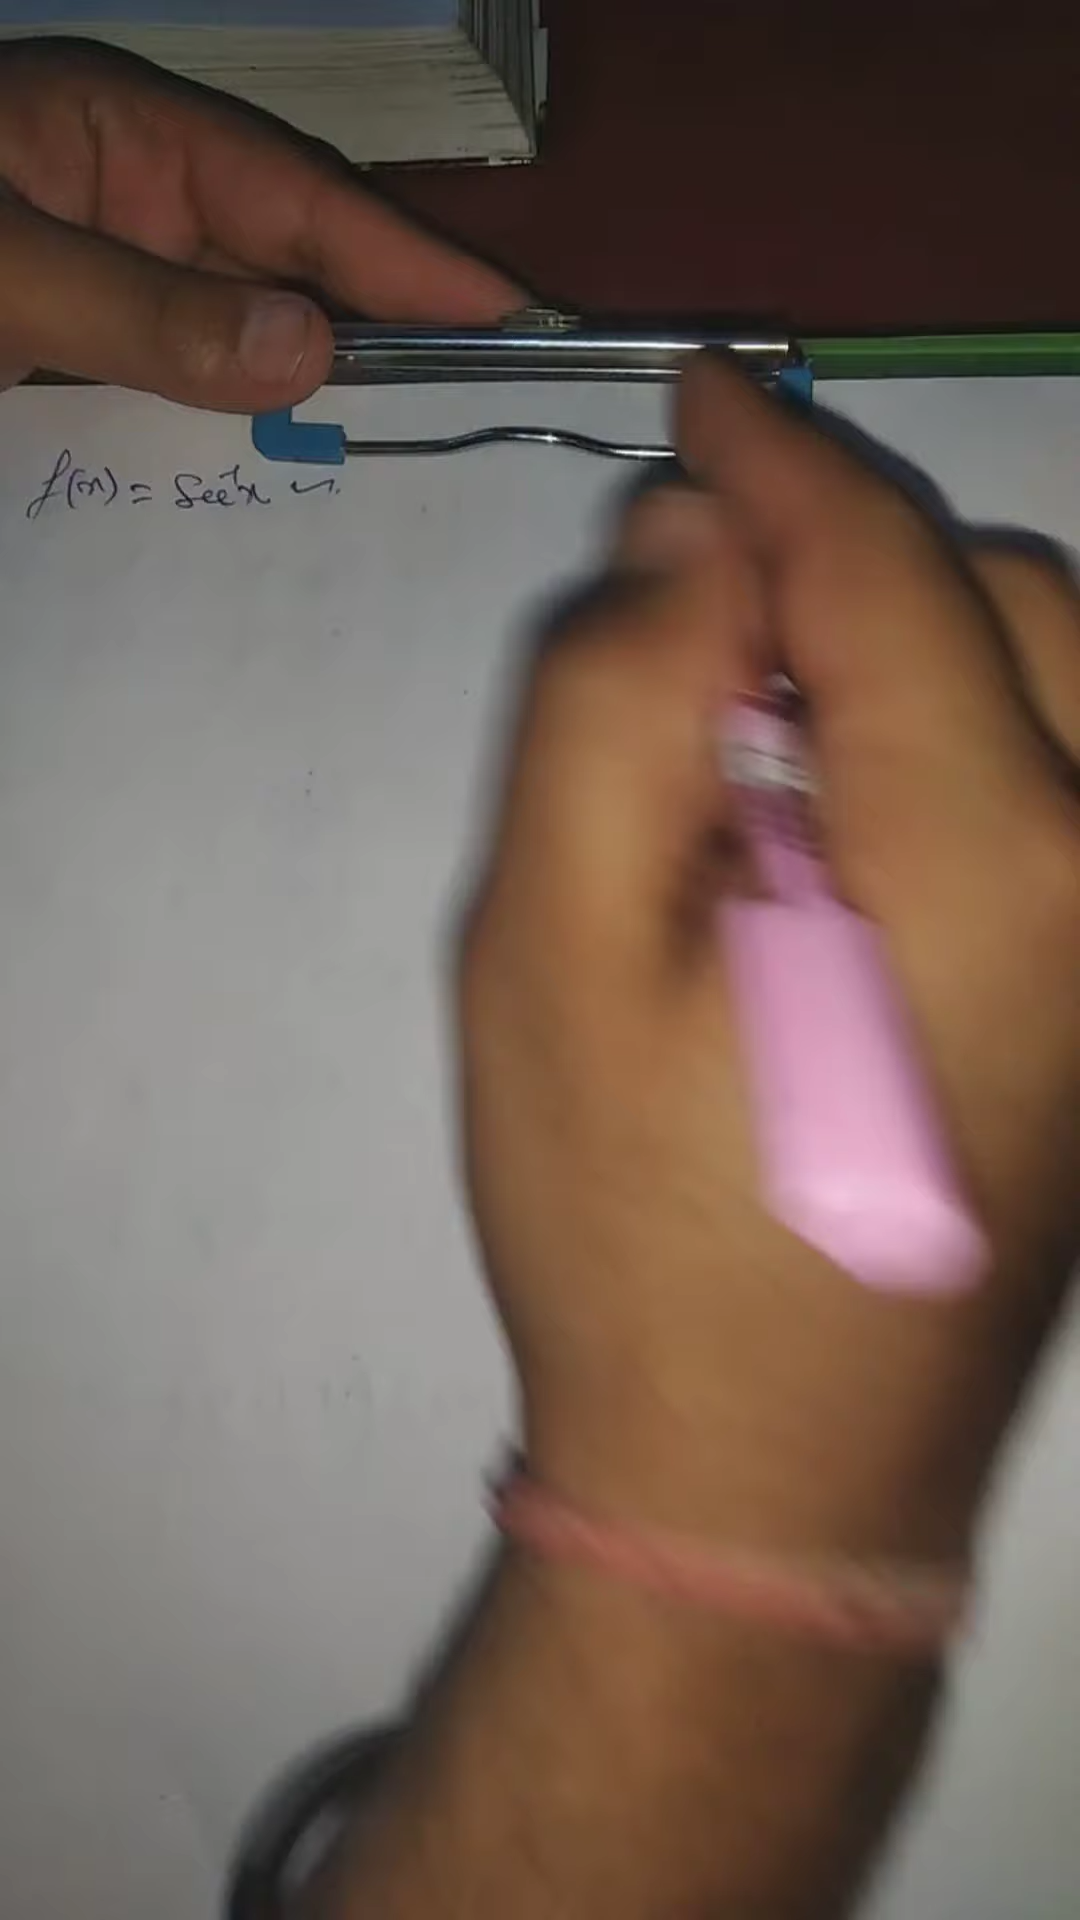 f(x) = Sec⁻¹x